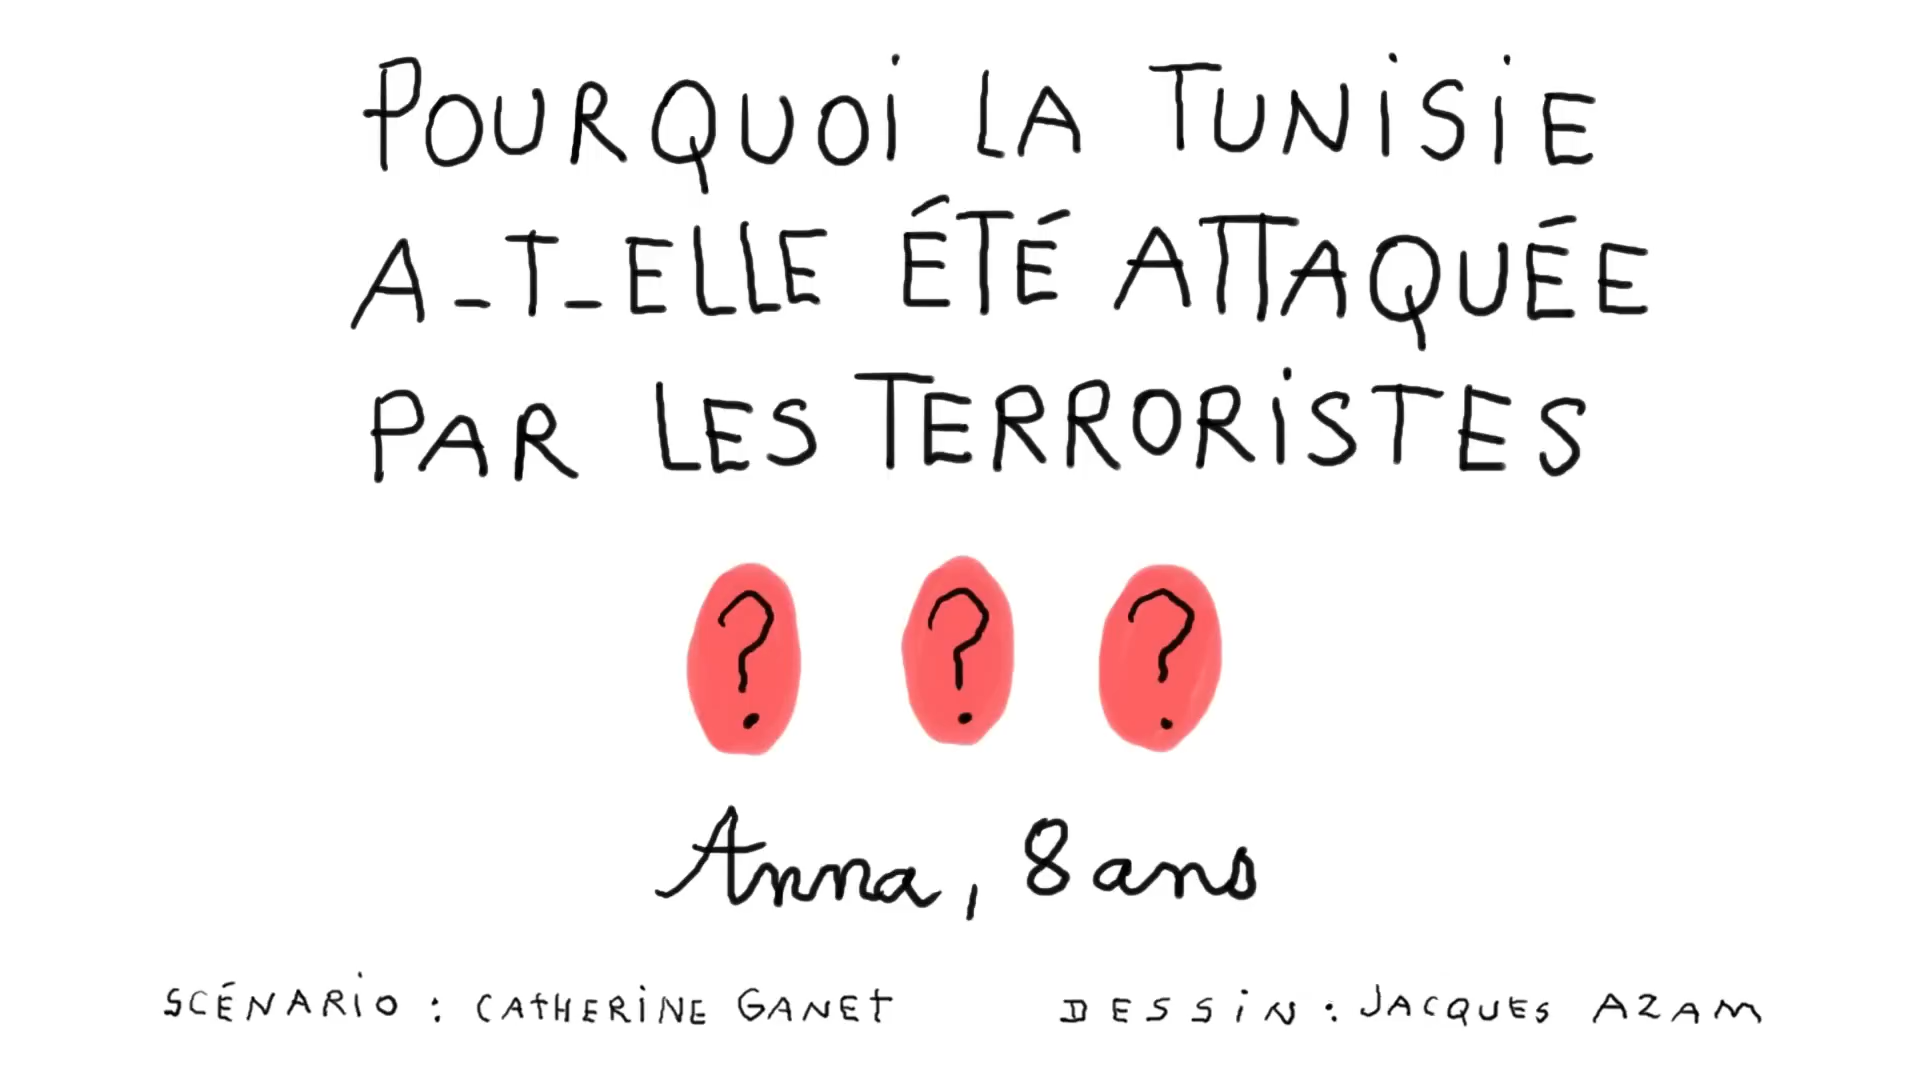 POURQUOI LA TUNISIE
A-T-ELLE ÉTÉ ATTAQUÉE
PAR LES TERRORISTES
? ? ?
Anna, 8 ans
SCÉNARIO : CATHERINE GANET DESSIN : JACQUES AZAM